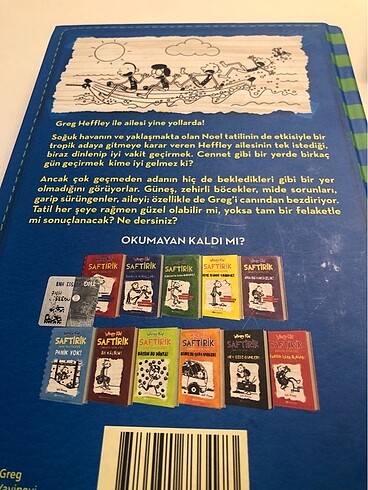 Greg Heffley ile ailesi yine yollarda!
Soğuk havanın ve yaklaşmakta olan Noel tatilinin de etkisiyle bir
tropik adaya gitmeye karar veren Heffley ailesinin tek istediği,
biraz dinlenip iyi vakit geçirmek. Cennet gibi bir yerde birkaç
gün geçirmek kime iyi gelmez ki?
Ancak çok geçmeden adanın hiç de bekledikleri gibi bir yer
olmadığını görüyorlar. Güneş, zehirli böcekler, mide sorunları,
garip sürüngenler, aileyi; özellikle de Greg'i canından bezdiriyor.
Tatil her şeye rağmen güzel olabilir mi, yoksa tam bir felaketle
mi sonuçlanacak? Ne dersiniz?
OKUMAYAN KALDI MI?
SAFTİRİK
SAFTİRİK
SAFTİRİK
SAFTİRİK
SAFTİRİK
SAFTİRİK
PANİK YOK!
SAFTİRİK
SAFTİRİK
SAFTİRİK
SAFTİRİK
SAFTİRİK
Greg